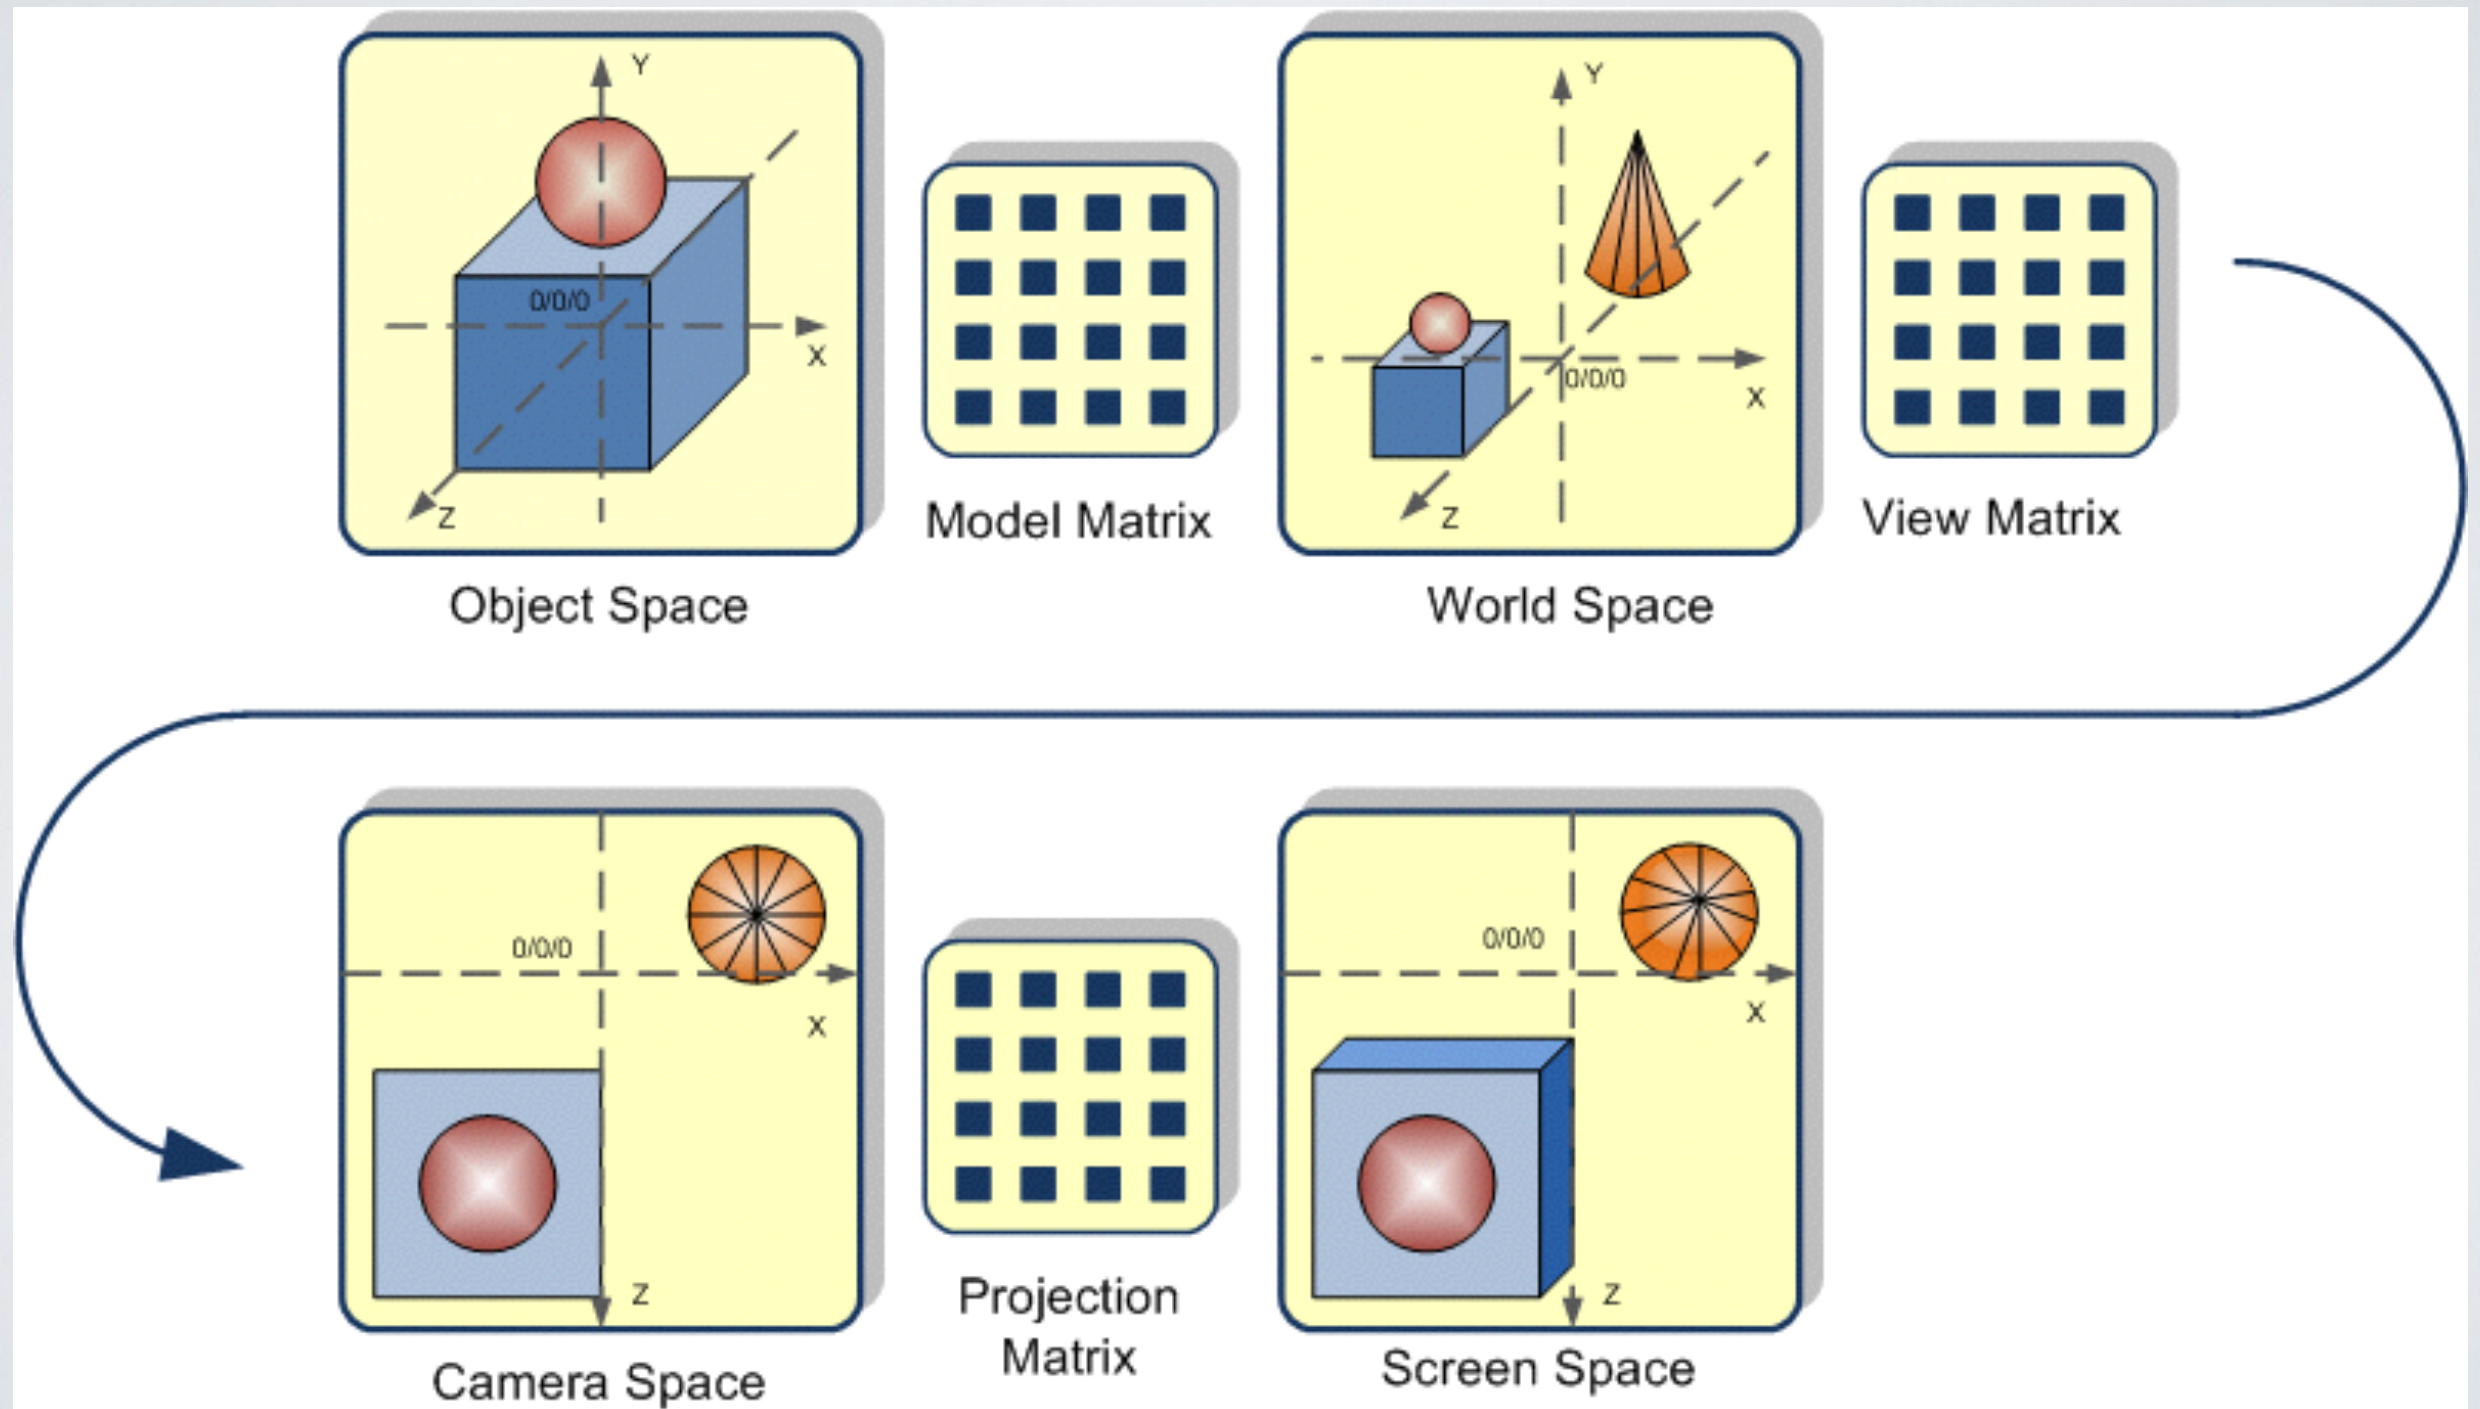 Y
0/0/0
X
Z
Object Space
Model Matrix
Y
0/0/0
X
Z
World Space
View Matrix
0/0/0
X
Z
Camera Space
Projection
Matrix
0/0/0
X
Z
Screen Space